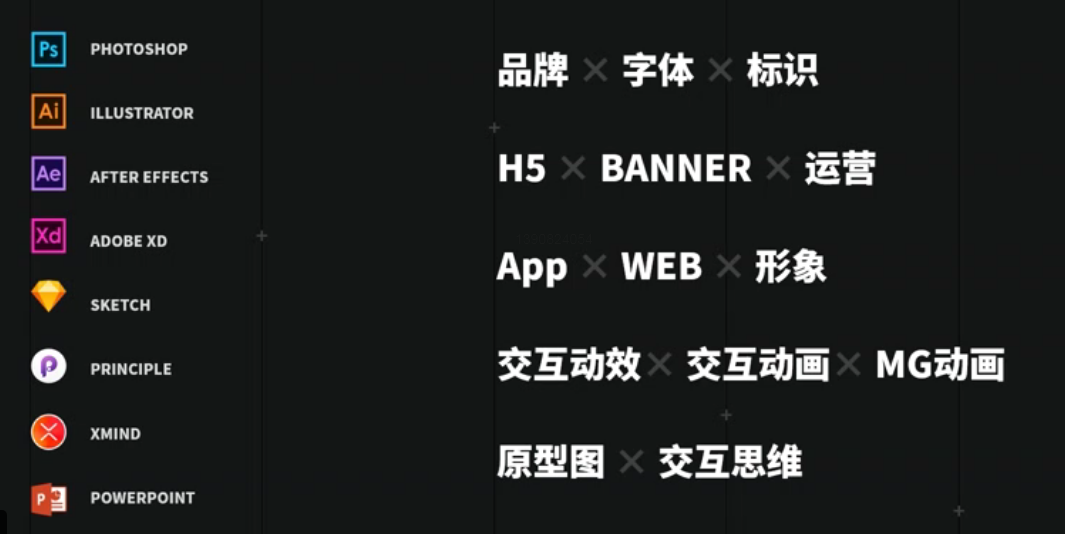 Ps PHOTOSHOP
Ai ILLUSTRATOR
Ae AFTER EFFECTS
Xd ADOBE XD
SKETCH
P PRINCIPLE
XMIND
P POWERPOINT
品牌 × 字体 × 标识
H5 × BANNER × 运营
App × WEB × 形象
交互动效 × 交互动画 × MG动画
原型图 × 交互思维